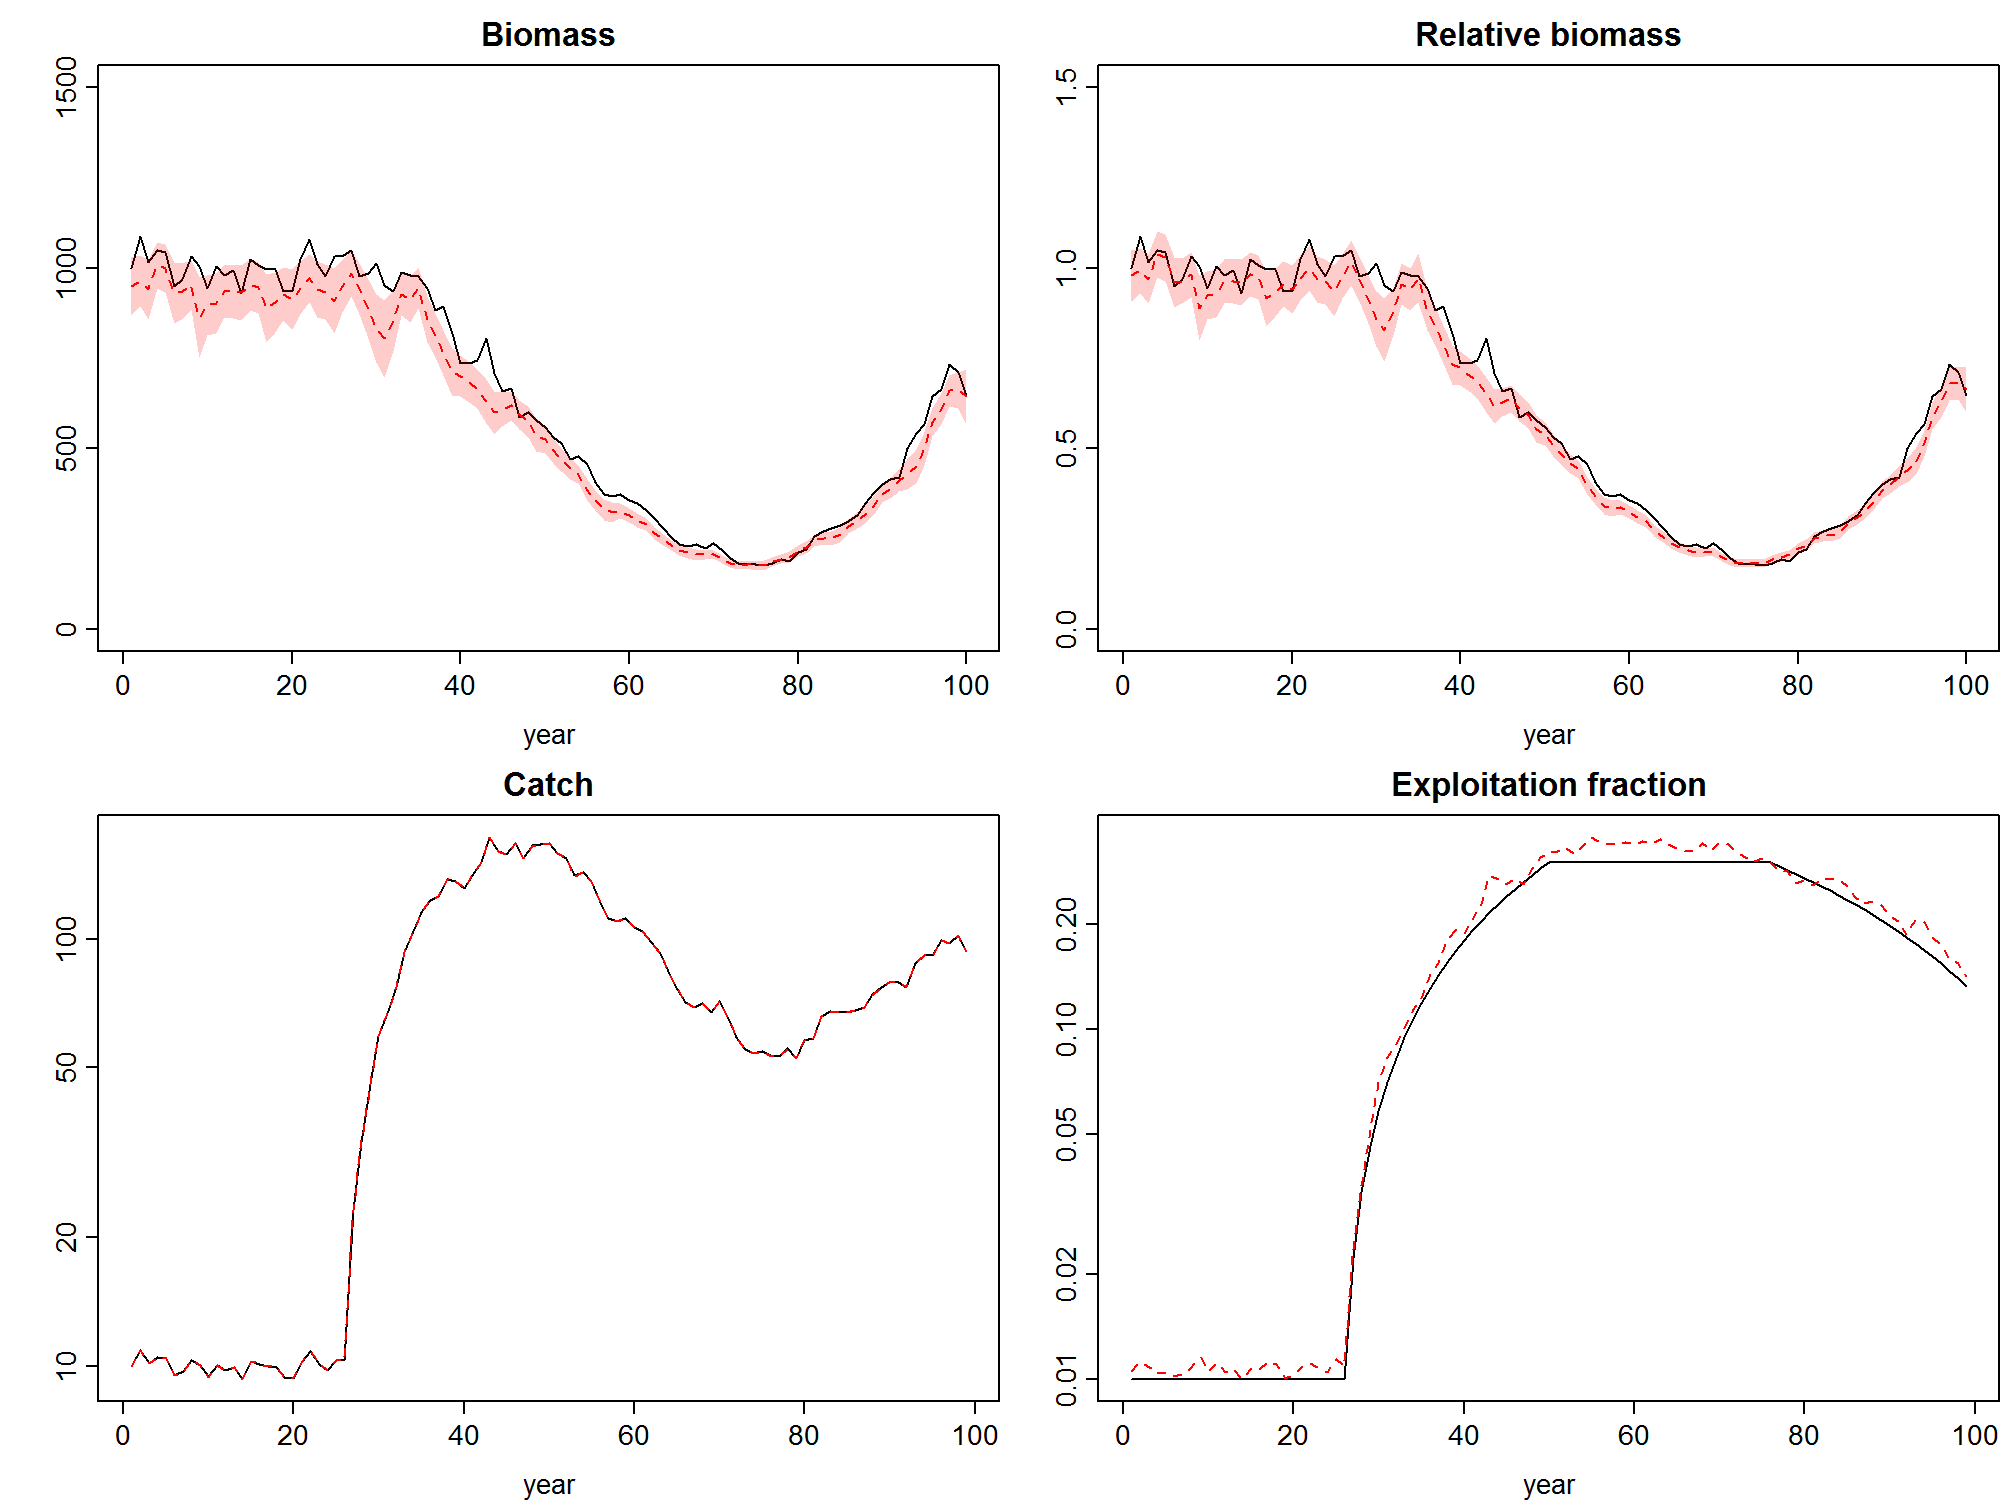 Biomass
1500
1000
500
0
0 20 40 60 80 100
year
Relative biomass
1.5
1.0
0.5
0.0
0 20 40 60 80 100
year
Catch
100
50
20
10
0 20 40 60 80 100
year
Exploitation fraction
0.20
0.10
0.05
0.02
0.01
0 20 40 60 80 100
year